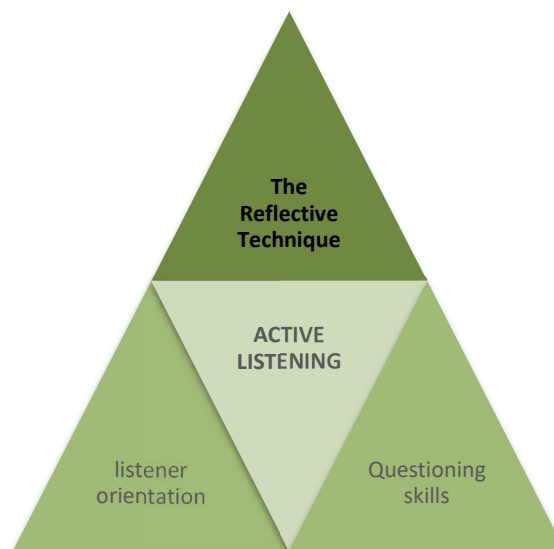 The
Reflective
Technique
ACTIVE
LISTENING
listener
orientation
Questioning
skills